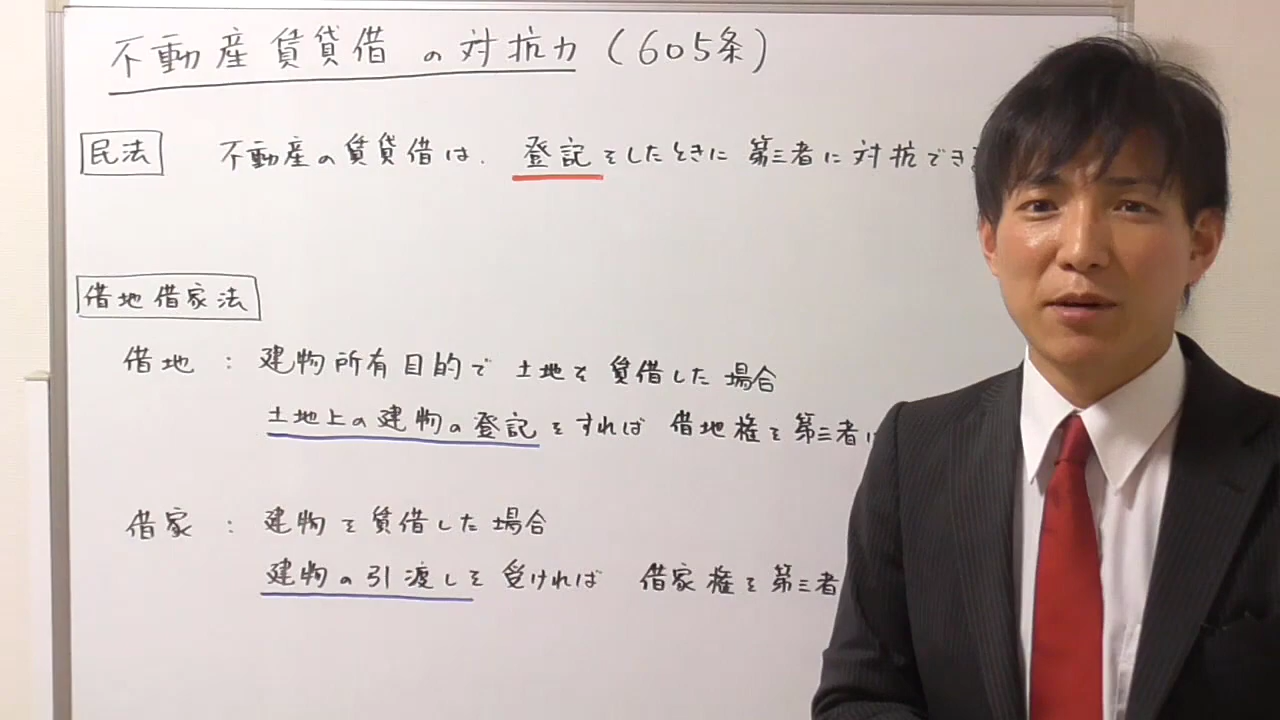 不動産賃貸借の対抗力(605条)
民法 不動産の賃貸借は、登記をしたときに第三者に対抗でき
借地借家法
借地:建物所有目的で土地を賃借した場合
土地上の建物の登記をすれば 借地権を第三者に
借家:建物を賃借した場合
建物の引渡しを受ければ 借家権を第三者